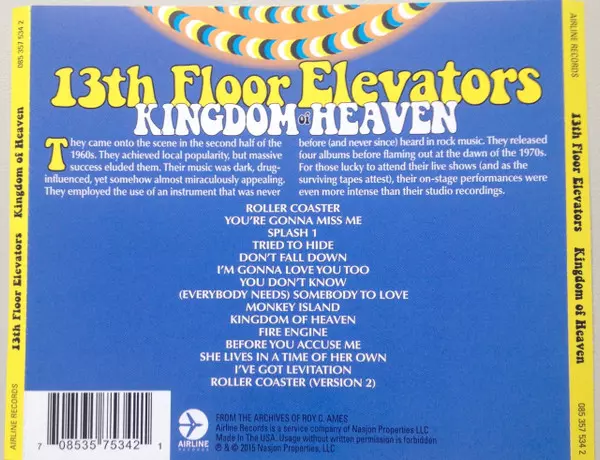 13th Floor Elevators
KINGDOM of HEAVEN
They came onto the scene in the second half of the
1960s. They achieved local popularity, but massive
success eluded them. Their music was dark, drug-
influenced, yet somehow almost miraculously appealing.
They employed the use of an instrument that was never
before (and never since) heard in rock music. They released
four albums before flaming out at the dawn of the 1970s.
For those lucky to attend their live shows (and as the
surviving tapes attest), their on-stage performances were
even more intense than their studio recordings.
ROLLER COASTER
YOU'RE GONNA MISS ME
SPLASH 1
TRIED TO HIDE
DON'T FALL DOWN
I'M GONNA LOVE YOU TOO
YOU DON'T KNOW
(EVERYBODY NEEDS) SOMEBODY TO LOVE
MONKEY ISLAND
KINGDOM OF HEAVEN
FIRE ENGINE
BEFORE YOU ACCUSE ME
SHE LIVES IN A TIME OF HER OWN
I'VE GOT LEVITATION
ROLLER COASTER (VERSION 2)
7 08535 75342 1
AIRLINE
RECORDS
FROM THE ARCHIVES OF ROY C. AMES
Airline Records is a service company of Nasjon Properties LLC
Made In The USA. Usage without written permission is forbidden
℗ & © 2015 Nasjon Properties LLC
AIRLINE RECORDS
13th Floor Elevators
Kingdom of Heaven
085 357 534 2
AIRLINE RECORDS
13th Floor Elevators
Kingdom of Heaven
085 357 534 2